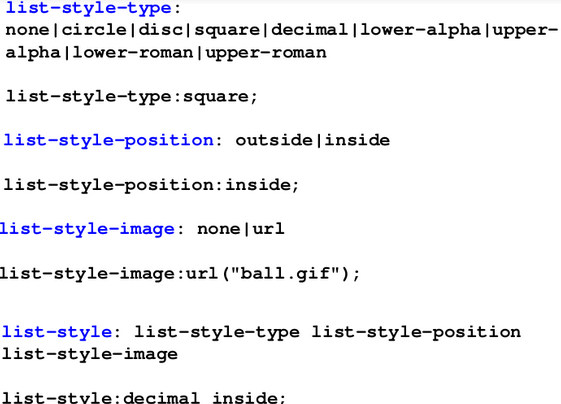 list-style-type:
none|circle|disc|square|decimal|lower-alpha|upper-
alpha|lower-roman|upper-roman
list-style-type:square;
list-style-position: outside|inside
list-style-position:inside;
list-style-image: none|url
list-style-image:url("ball.gif");
list-style: list-style-type list-style-position
list-style-image
list-style:decimal inside;